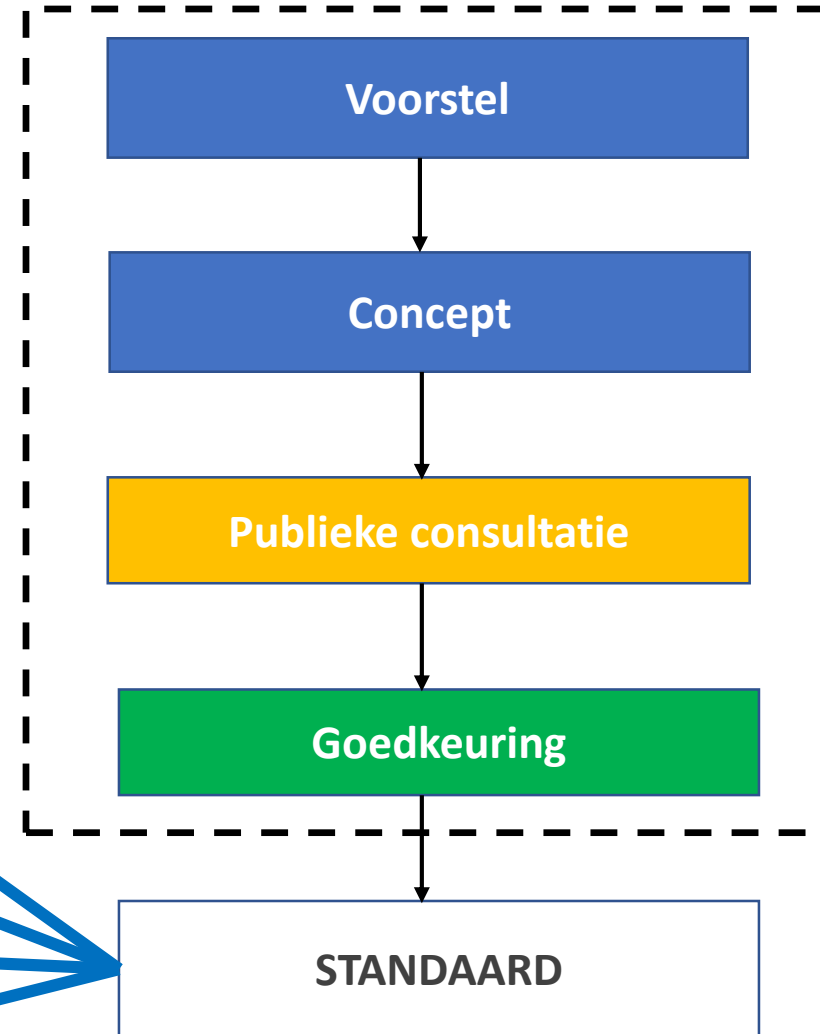 Voorstel
Concept
Publieke consultatie
Goedkeuring
STANDAARD